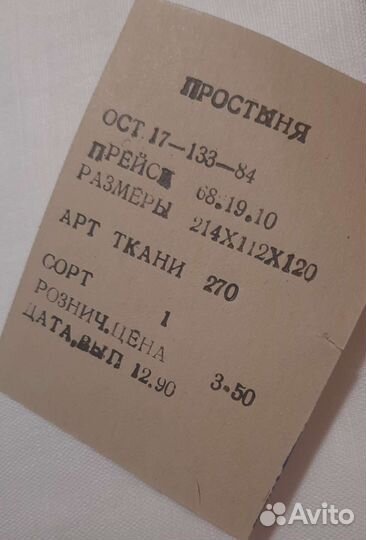 ПРОСТЫНЯ
ОСТ.17-133-84
ПРЕЙСК 68.19.10
РАЗМЕРЫ 214Х112Х120
АРТ ТКАНИ 270
СОРТ 1
РОЗНИЧ.ЦЕНА 3-50
ДАТА.ВЫП 12.90
Avito